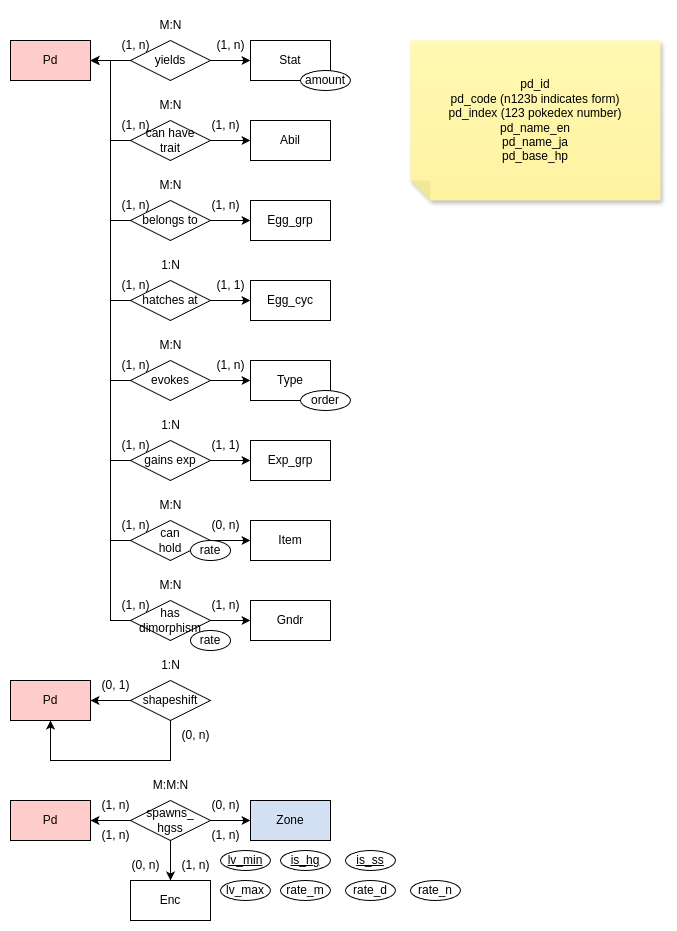 M:N
(1, n)
(1, n)
Pd
yields
Stat
amount
pd_id
pd_code (n123b indicates form)
pd_index (123 pokedex number)
pd_name_en
pd_name_ja
pd_base_hp
M:N
(1, n)
(1, n)
can have
trait
Abil
M:N
(1, n)
(1, n)
belongs to
Egg_grp
1:N
(1, n)
(1, 1)
hatches at
Egg_cyc
M:N
(1, n)
(1, n)
evokes
Type
order
1:N
(1, n)
(1, 1)
gains exp
Exp_grp
M:N
(1, n)
(0, n)
can
hold
rate
Item
M:N
(1, n)
(1, n)
has
dimorphism
rate
Gndr
1:N
(0, 1)
Pd
shapeshift
(0, n)
M:M:N
(1, n)
(0, n)
Pd
spawns_
hgss
Zone
(1, n)
(1, n)
(0, n)
(1, n)
Enc
lv_min
is_hg
is_ss
lv_max
rate_m
rate_d
rate_n